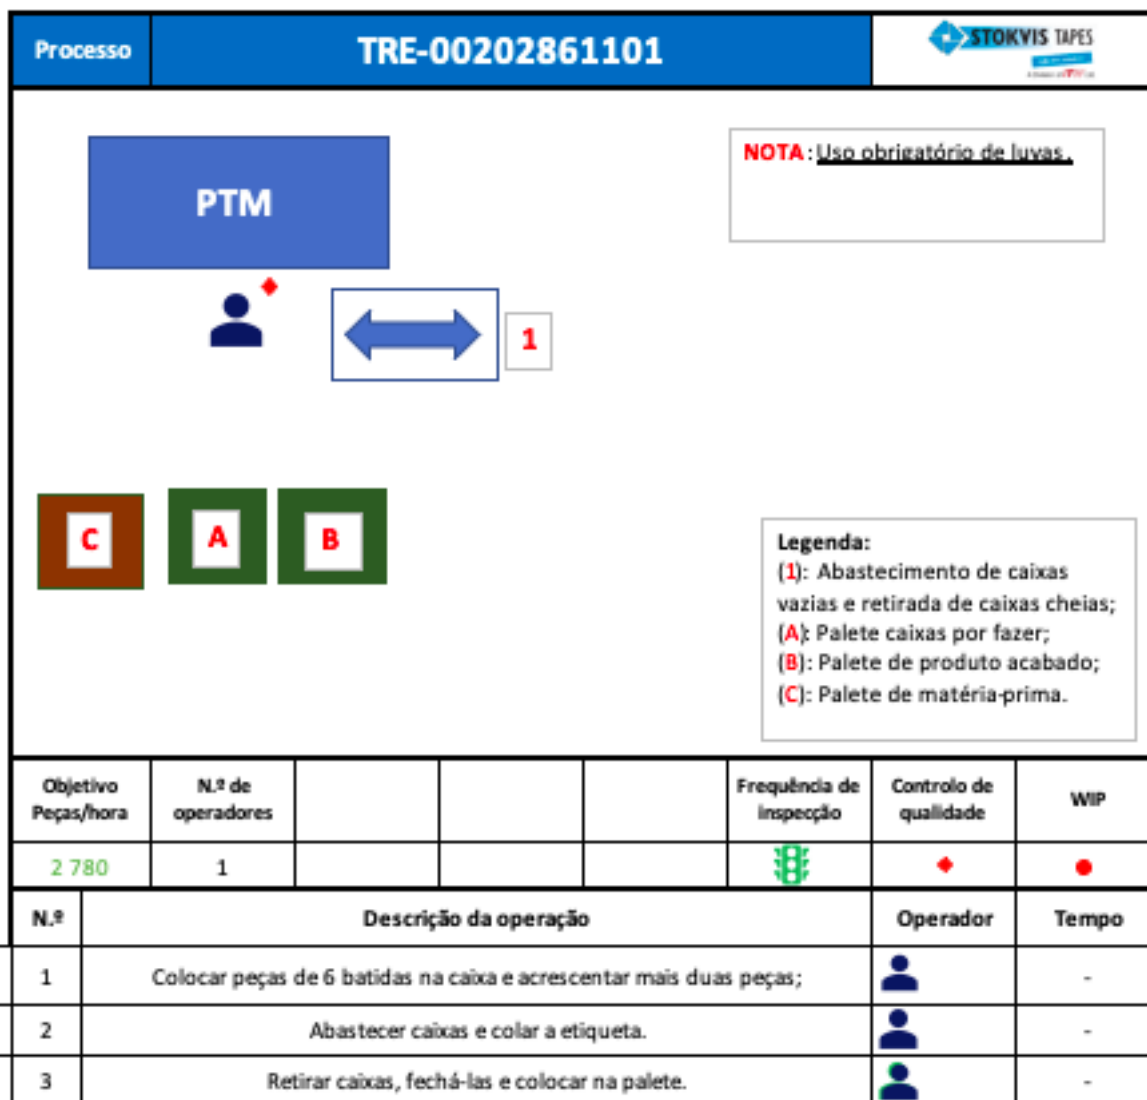 Processo
TRE-00202861101
STOKVIS TAPES
PTM
NOTA: Uso obrigatório de luvas.
1
C
A
B
Legenda:
(1): Abastecimento de caixas
vazias e retirada de caixas cheias;
(A): Palete caixas por fazer;
(B): Palete de produto acabado;
(C): Palete de matéria-prima.
Objetivo
Peças/hora
N.º de
operadores
Frequência de
inspecção
Controlo de
qualidade
WIP
2 780
1
N.º
Descrição da operação
Operador
Tempo
1
Colocar peças de 6 batidas na caixa e acrescentar mais duas peças;
-
2
Abastecer caixas e colar a etiqueta.
-
3
Retirar caixas, fechá-las e colocar na palete.
-